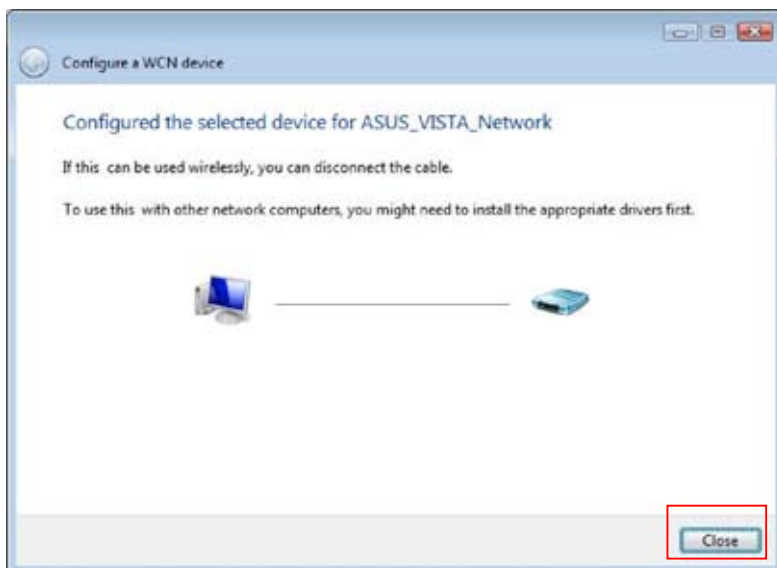 Configure a WCN device
Configured the selected device for ASUS_VISTA_Network
If this can be used wirelessly, you can disconnect the cable.
To use this with other network computers, you might need to install the appropriate drivers first.
Close